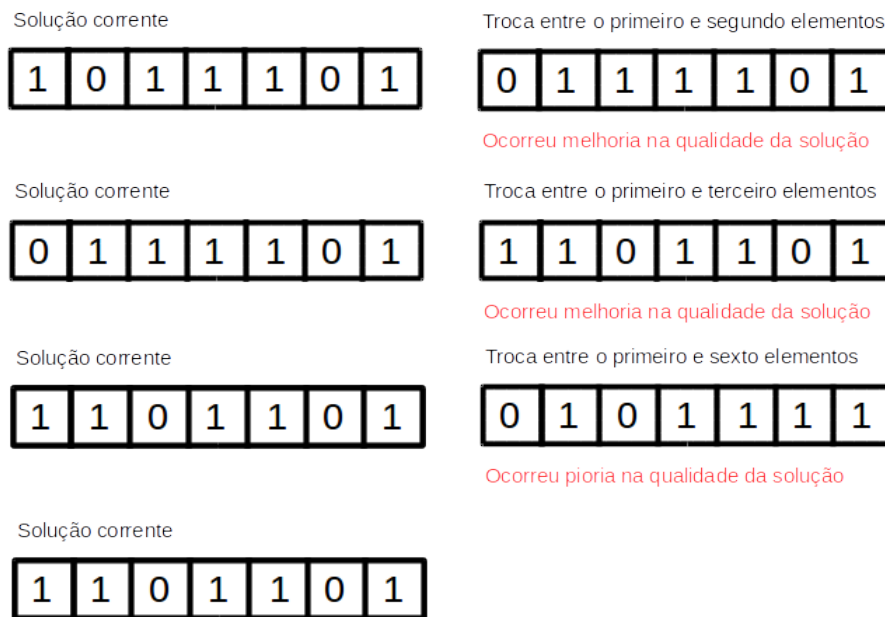 Solução corrente
Troca entre o primeiro e segundo elementos
1 0 1 1 1 0 1
0 1 1 1 1 0 1
Ocorreu melhoria na qualidade da solução
Solução corrente
Troca entre o primeiro e terceiro elementos
0 1 1 1 1 0 1
1 1 0 1 1 0 1
Ocorreu melhoria na qualidade da solução
Solução corrente
Troca entre o primeiro e sexto elementos
1 1 0 1 1 0 1
0 1 0 1 1 1 1
Ocorreu pioria na qualidade da solução
Solução corrente
1 1 0 1 1 0 1